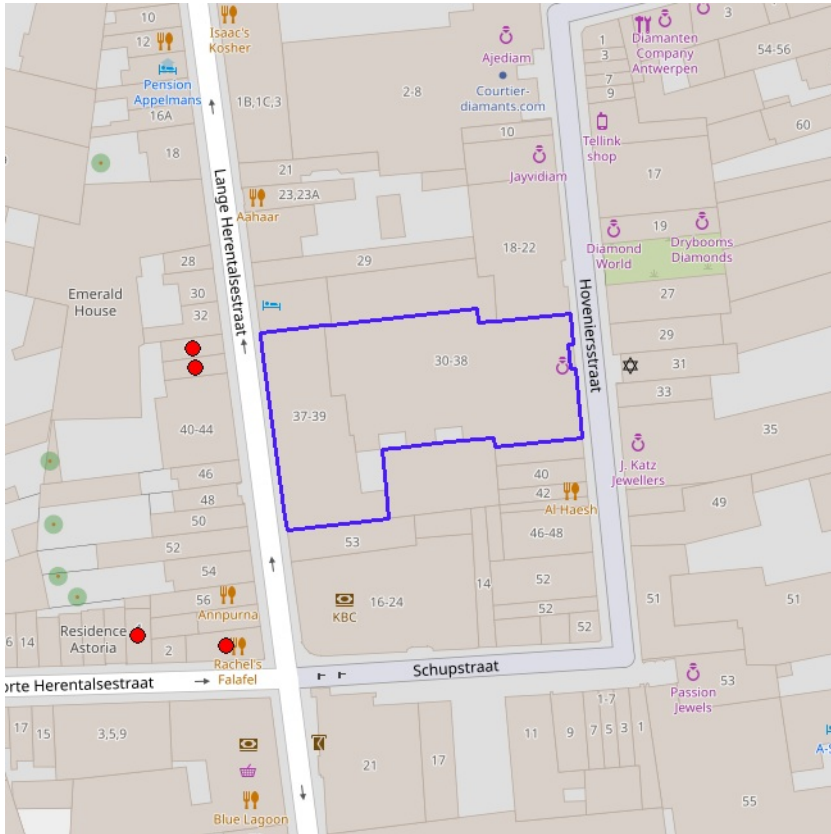 10
12
Isaac's
Kosher
Pension
Appelmans
16A
18
1B,1C,3
2-8
Ajediam
Courtier-
diamants.com
10
Jayvidiam
1
3
7
9
Diamanten
Company
Antwerpen
3
54-56
60
Tellink
shop
17
19
21
23,23A
Aahaar
Lange Herentalsestraat
18-22
Diamond
World
Drybooms
Diamonds
28
29
30
32
Emerald
House
Hoveniersstraat
27
29
31
33
30-38
37-39
40-44
35
46
48
50
52
54
56
J. Katz
Jewellers
40
42
Al Haesh
46-48
49
53
52
52
52
14
16-24
KBC
51
51
Annpurna
Residence
Astoria
6
14
2
Rachel's
Falafel
orte Herentalsestraat
Schupstraat
Passion
Jewels
53
17
15
3,5,9
21
17
11
9
7
5
3
1
1-7
A-S
55
Blue Lagoon